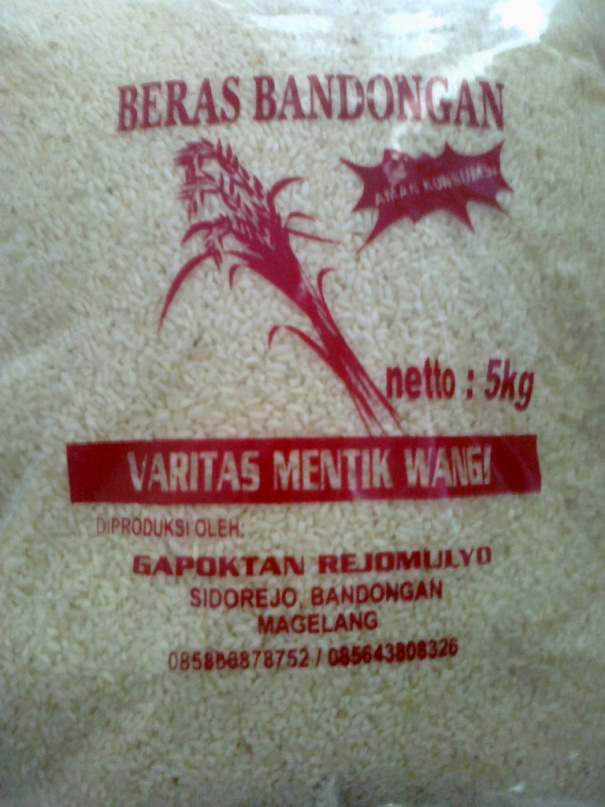 BERAS BANDONGAN
AMAN KONSUMSI
netto : 5kg
VARITAS MENTIK WANGI
DIPRODUKSI OLEH:
GAPOKTAN REJOMULYO
SIDOREJO, BANDONGAN
MAGELANG
085866878752 / 085643808326